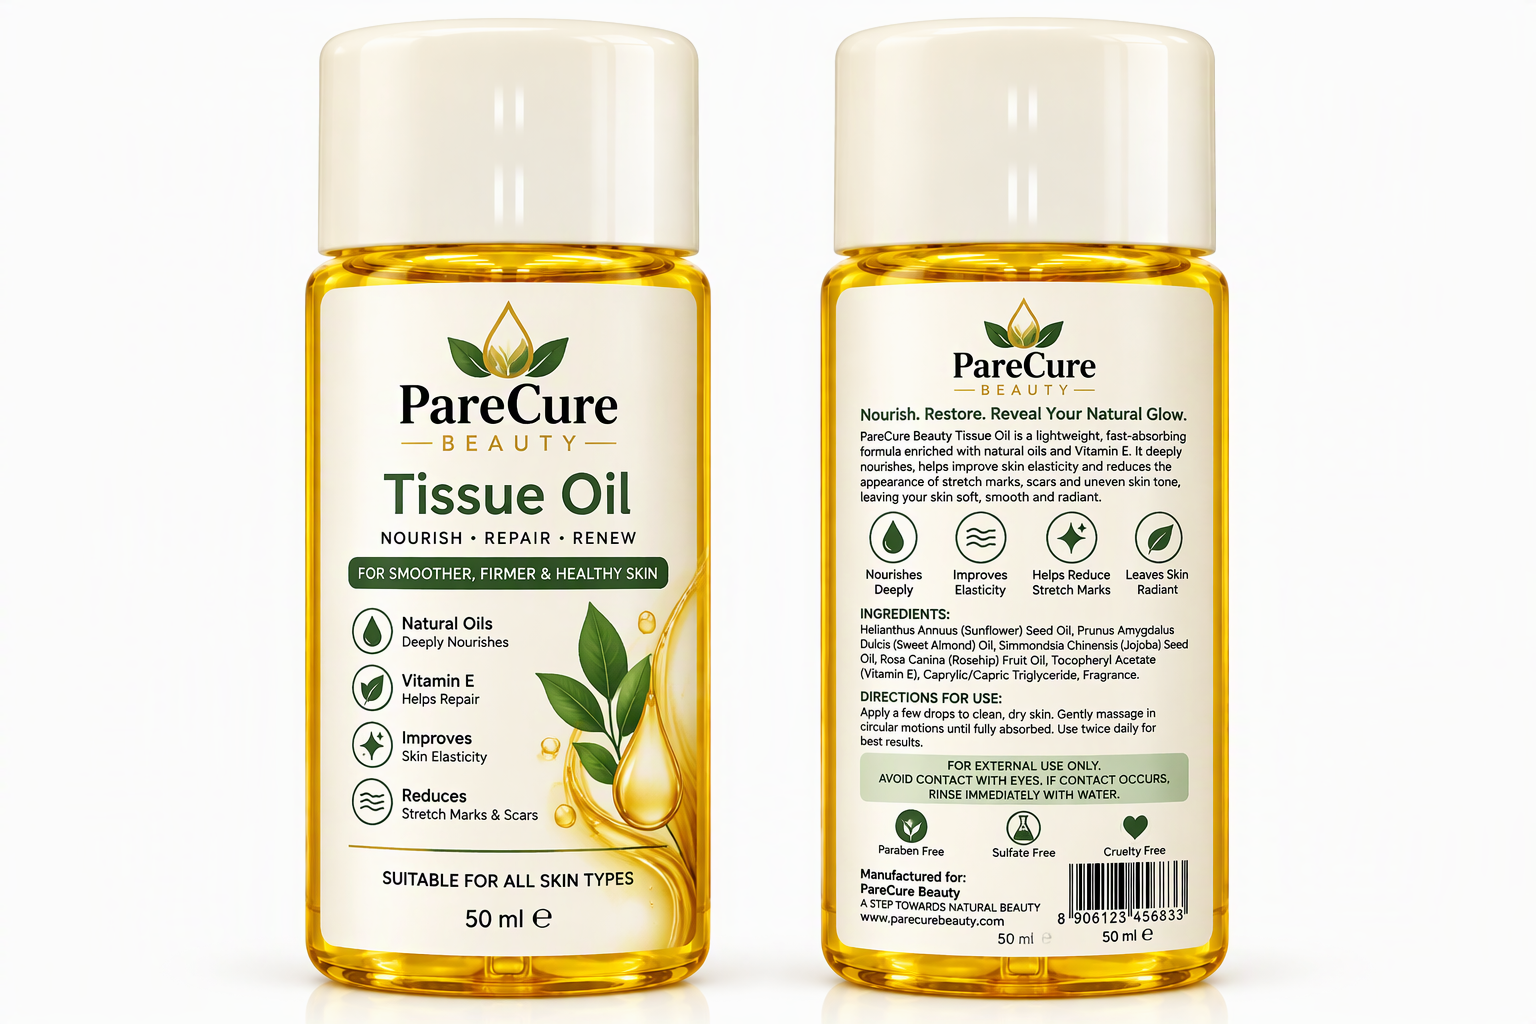 PareCure
BEAUTY
Tissue Oil
NOURISH • REPAIR • RENEW
FOR SMOOTHER, FIRMER & HEALTHY SKIN
Natural Oils
Deeply Nourishes
Vitamin E
Helps Repair
Improves
Skin Elasticity
Reduces
Stretch Marks & Scars
SUITABLE FOR ALL SKIN TYPES
50 ml ℮
PareCure
BEAUTY
Nourish. Restore. Reveal Your Natural Glow.
PareCure Beauty Tissue Oil is a lightweight, fast-absorbing
formula enriched with natural oils and Vitamin E. It deeply
nourishes, helps improve skin elasticity and reduces the
appearance of stretch marks, scars and uneven skin tone,
leaving your skin soft, smooth and radiant.
Nourishes
Deeply
Improves
Elasticity
Helps Reduce
Stretch Marks
Leaves Skin
Radiant
INGREDIENTS:
Helianthus Annuus (Sunflower) Seed Oil, Prunus Amygdalus
Dulcis (Sweet Almond) Oil, Simmondsia Chinensis (Jojoba) Seed
Oil, Rosa Canina (Rosehip) Fruit Oil, Tocopheryl Acetate
(Vitamin E), Caprylic/Capric Triglyceride, Fragrance.
DIRECTIONS FOR USE:
Apply a few drops to clean, dry skin. Gently massage in
circular motions until fully absorbed. Use twice daily for
best results.
FOR EXTERNAL USE ONLY.
AVOID CONTACT WITH EYES. IF CONTACT OCCURS,
RINSE IMMEDIATELY WITH WATER.
Paraben Free
Sulfate Free
Cruelty Free
Manufactured for:
PareCure Beauty
A STEP TOWARDS NATURAL BEAUTY
www.parecurebeauty.com
8 906123 456833
50 ml ℮
50 ml ℮